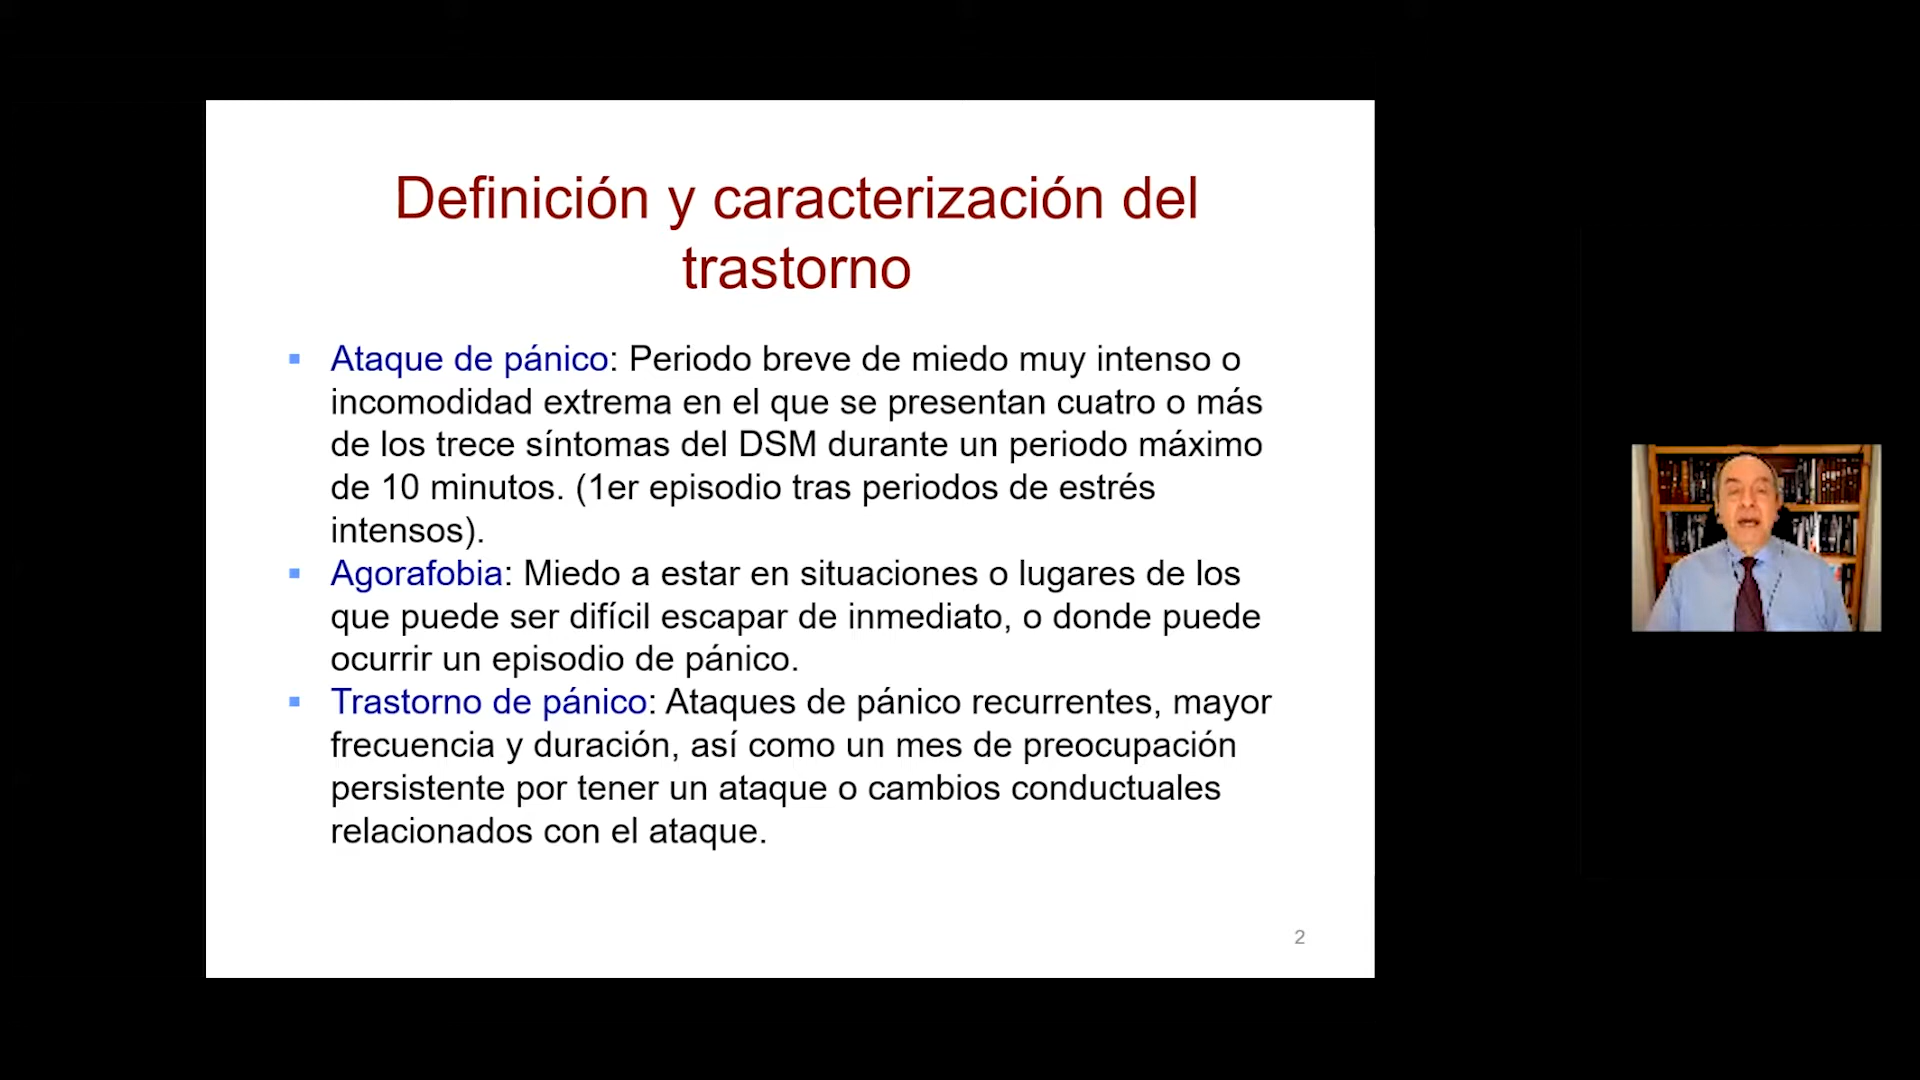 Definición y caracterización del
trastorno
▪ Ataque de pánico: Periodo breve de miedo muy intenso o
incomodidad extrema en el que se presentan cuatro o más
de los trece síntomas del DSM durante un periodo máximo
de 10 minutos. (1er episodio tras periodos de estrés
intensos).
▪ Agorafobia: Miedo a estar en situaciones o lugares de los
que puede ser difícil escapar de inmediato, o donde puede
ocurrir un episodio de pánico.
▪ Trastorno de pánico: Ataques de pánico recurrentes, mayor
frecuencia y duración, así como un mes de preocupación
persistente por tener un ataque o cambios conductuales
relacionados con el ataque.
2